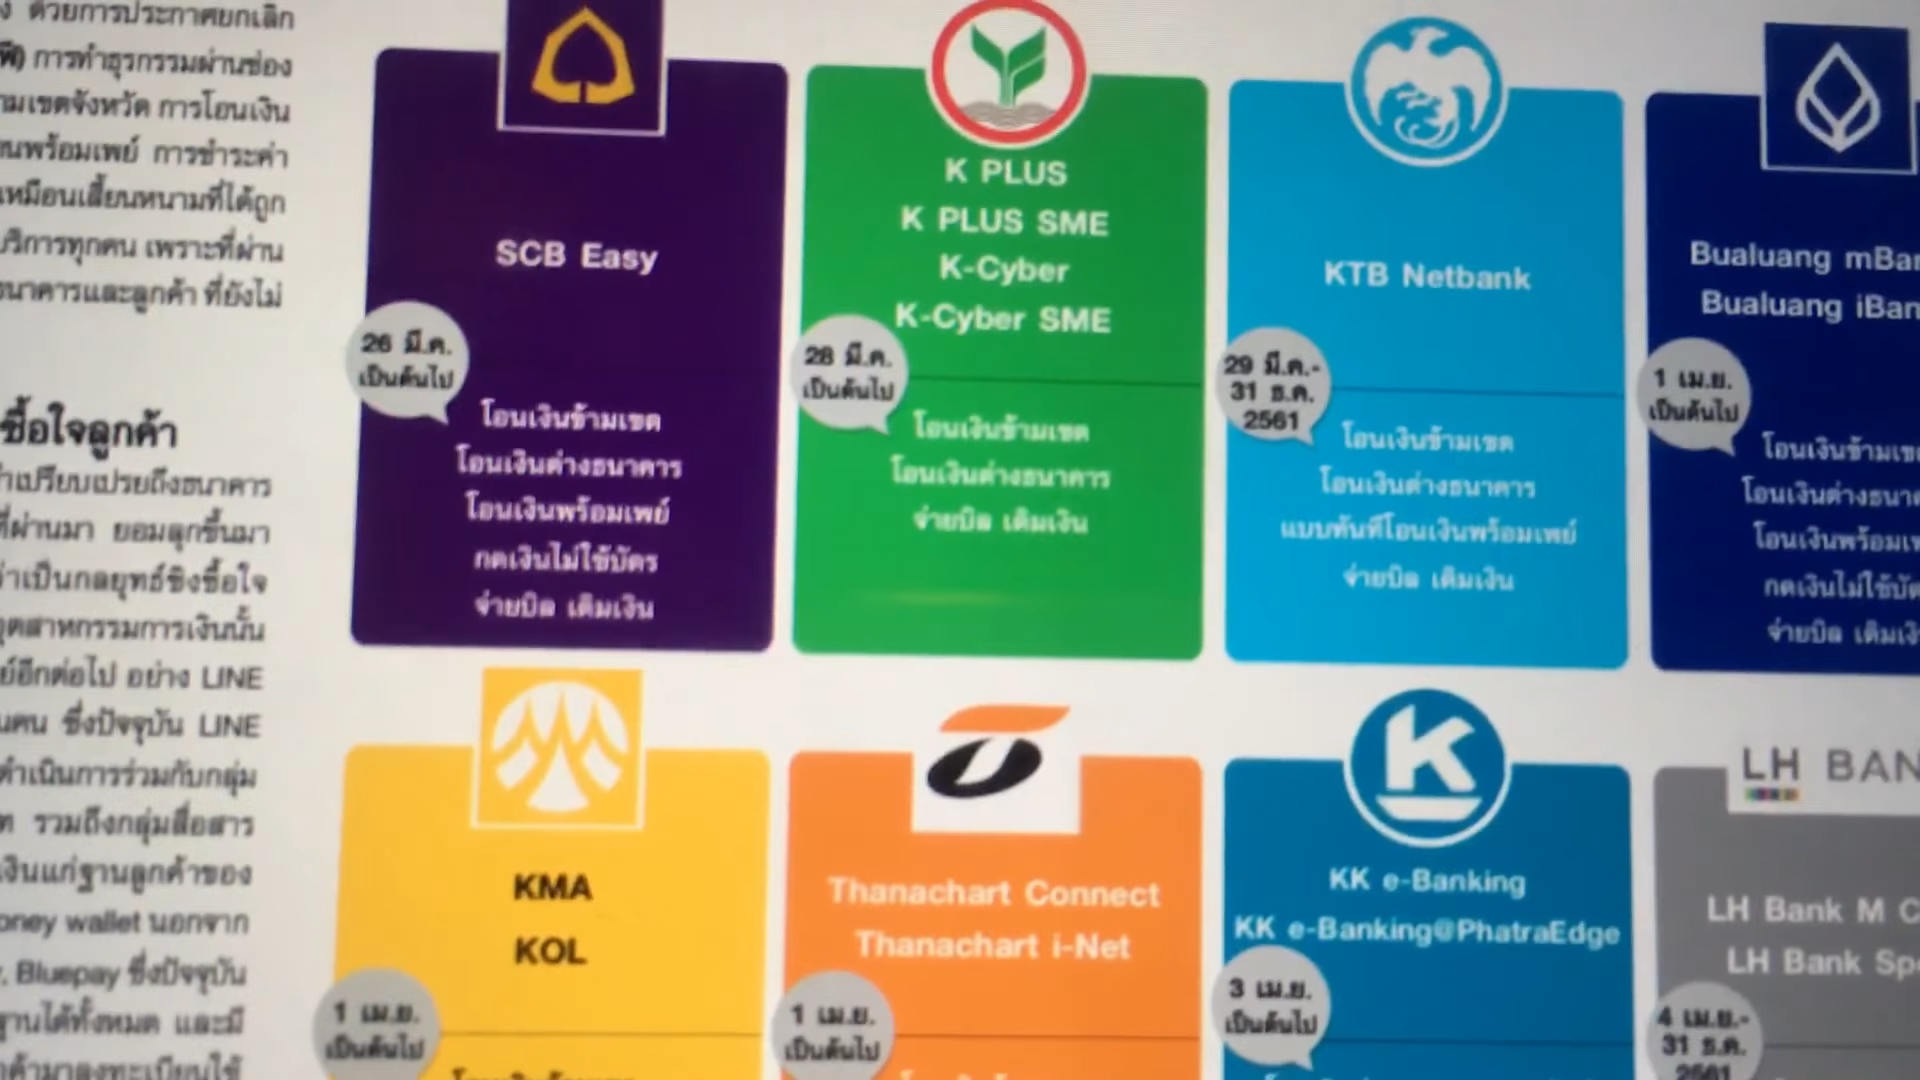 ด้วยการประกาศยกเลิก
การทำธุรกรรมผ่านช่อง
ามเขตจังหวัด การโอนเงิน
นพร้อมเพย์ การชำระค่า
เหมือนเสี้ยนหนามที่ได้ถูก
บริการทุกคน เพราะที่ผ่าน
ธนาคารและลูกค้า ที่ยังไม่
ซื้อใจลูกค้า
าเปรียบเปรยถึงธนาคาร
ที่ผ่านมา ยอมลุกขึ้นมา
ว่าเป็นกลยุทธ์ชิงซื้อใจ
อุตสาหกรรมการเงินนั้น
ย์อีกต่อไป อย่าง LINE
นคน ซึ่งปัจจุบัน LINE
ดำเนินการร่วมกับกลุ่ม
รวมถึงกลุ่มสื่อสาร
เงินแก่ฐานลูกค้าของ
oney wallet นอกจาก
, Bluepay ซึ่งปัจจุบัน
ฐานได้ทั้งหมด และมี
ค้ามาลงทะเบียนใช้
SCB Easy
26 มี.ค.
เป็นต้นไป
โอนเงินข้ามเขต
โอนเงินต่างธนาคาร
โอนเงินพร้อมเพย์
กดเงินไม่ใช้บัตร
จ่ายบิล เติมเงิน
K PLUS
K PLUS SME
K-Cyber
K-Cyber SME
28 มี.ค.
เป็นต้นไป
โอนเงินข้ามเขต
โอนเงินต่างธนาคาร
จ่ายบิล เติมเงิน
KTB Netbank
29 มี.ค.-
31 ธ.ค.
2561
โอนเงินข้ามเขต
โอนเงินต่างธนาคาร
แบบทันทีโอนเงินพร้อมเพย์
จ่ายบิล เติมเงิน
Bualuang mBan
Bualuang iBan
1 เม.ย.
เป็นต้นไป
โอนเงินข้ามเข
โอนเงินต่างธนาค
โอนเงินพร้อมเพ
กดเงินไม่ใช้บัต
จ่ายบิล เติมเงิ
KMA
KOL
1 เม.ย.
เป็นต้นไป
Thanachart Connect
Thanachart i-Net
1 เม.ย.
เป็นต้นไป
KK e-Banking
KK e-Banking@PhatraEdge
3 เม.ย.
เป็นต้นไป
LH BAN
LH Bank M C
LH Bank Spe
4 เม.ย.-
31 ธ.ค.
2561